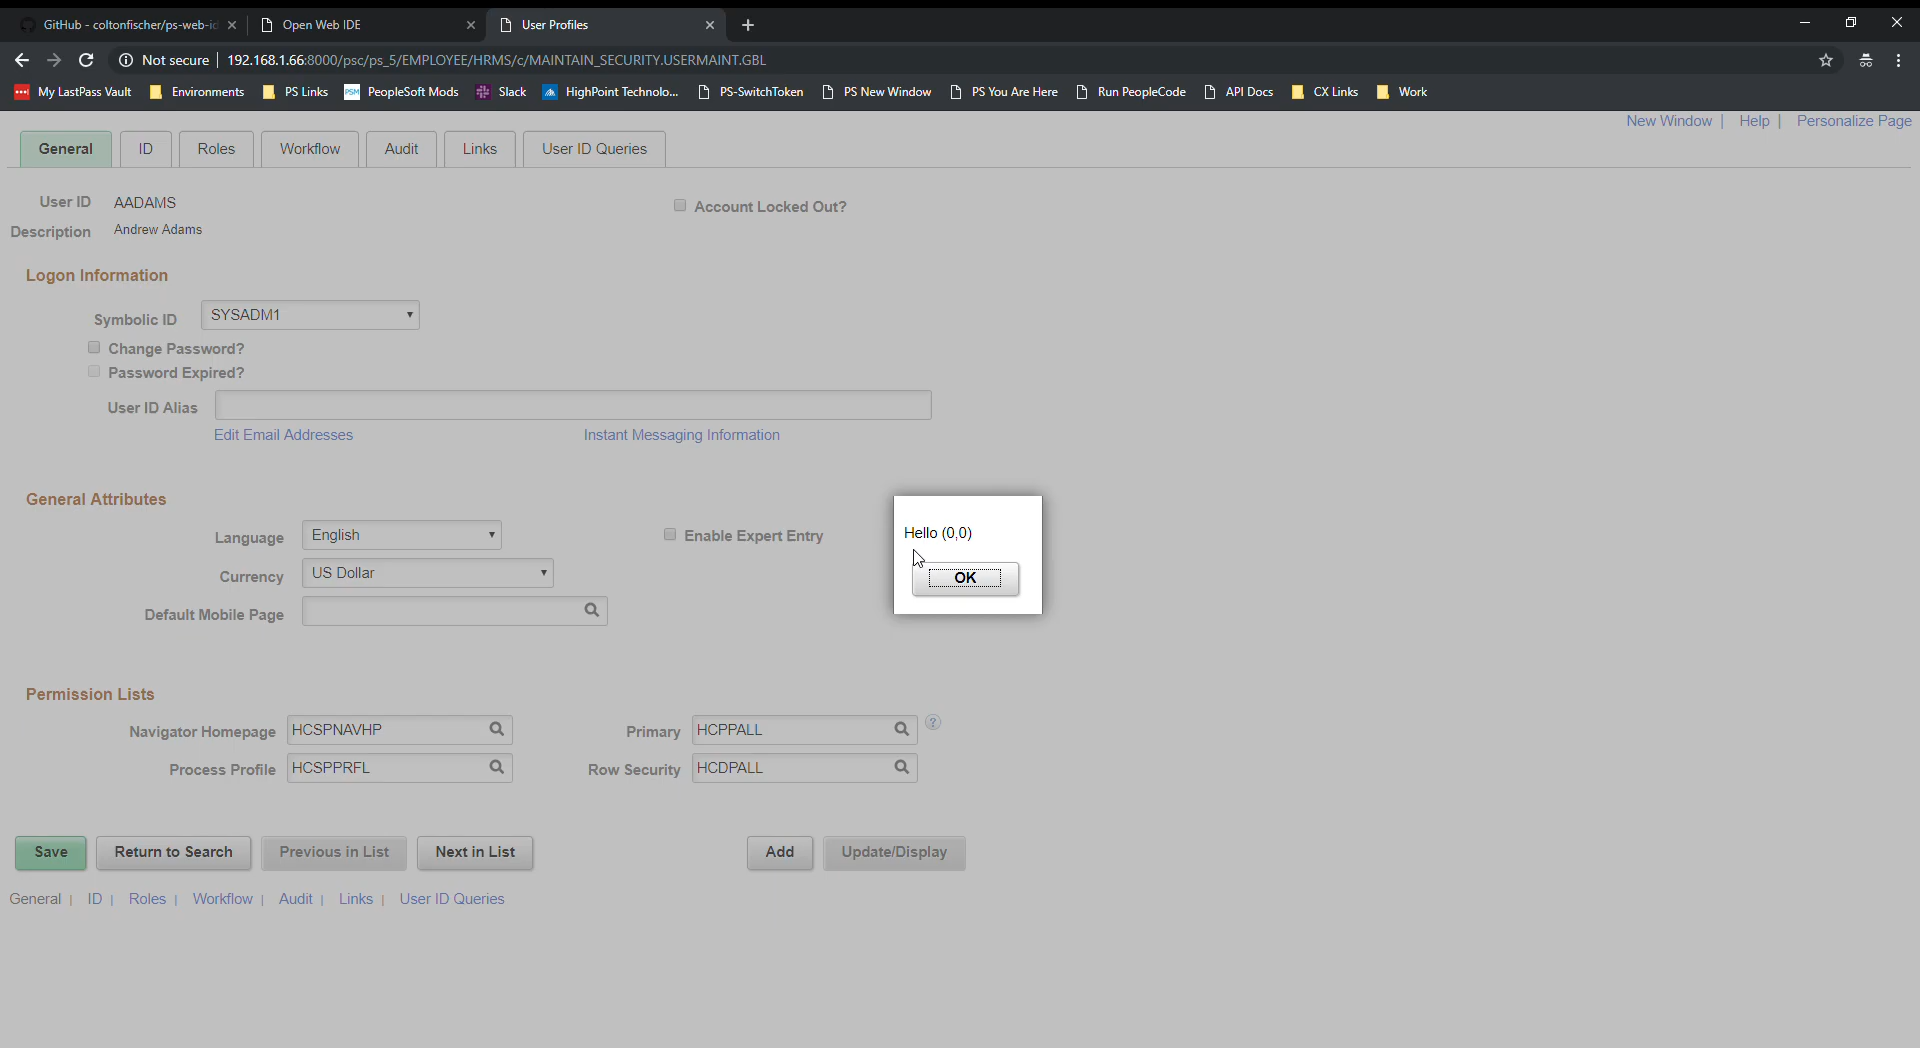 GitHub - coltonfischer/ps-web-id
Open Web IDE
User Profiles
Not secure 192.168.1.66:8000/psc/ps_5/EMPLOYEE/HRMS/c/MAINTAIN_SECURITY.USERMAINT.GBL
My LastPass Vault Environments PS Links PSM PeopleSoft Mods Slack HighPoint Technolo... PS-SwitchToken PS New Window PS You Are Here Run PeopleCode API Docs CX Links Work
New Window | Help | Personalize Page
General ID Roles Workflow Audit Links User ID Queries
User ID AADAMS Account Locked Out?
Description Andrew Adams
Logon Information
Symbolic ID SYSADM1
Change Password?
Password Expired?
User ID Alias
Edit Email Addresses Instant Messaging Information
General Attributes
Language English Enable Expert Entry
Hello (0,0)
Currency US Dollar
OK
Default Mobile Page
Permission Lists
Navigator Homepage HCSPNAVHP Primary HCPPALL ?
Process Profile HCSPPRFL Row Security HCDPALL
Save Return to Search Previous in List Next in List Add Update/Display
General | ID | Roles | Workflow | Audit | Links | User ID Queries